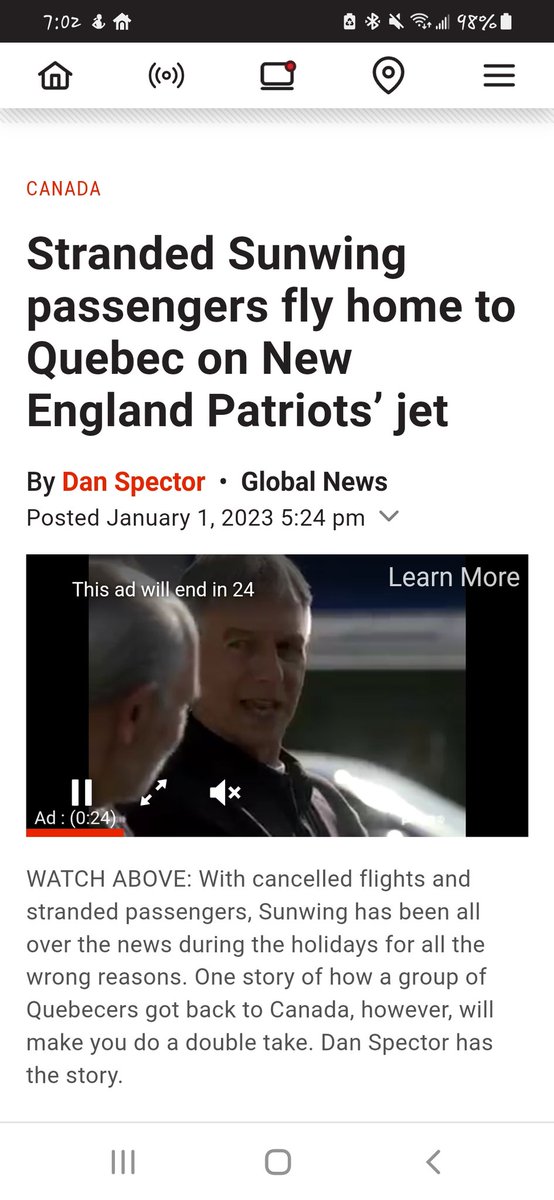 7:02 98%
CANADA
Stranded Sunwing
passengers fly home to
Quebec on New
England Patriots’ jet
By Dan Spector • Global News
Posted January 1, 2023 5:24 pm
This ad will end in 24
Learn More
Ad : (0:24)
WATCH ABOVE: With cancelled flights and
stranded passengers, Sunwing has been all
over the news during the holidays for all the
wrong reasons. One story of how a group of
Quebecers got back to Canada, however, will
make you do a double take. Dan Spector has
the story.